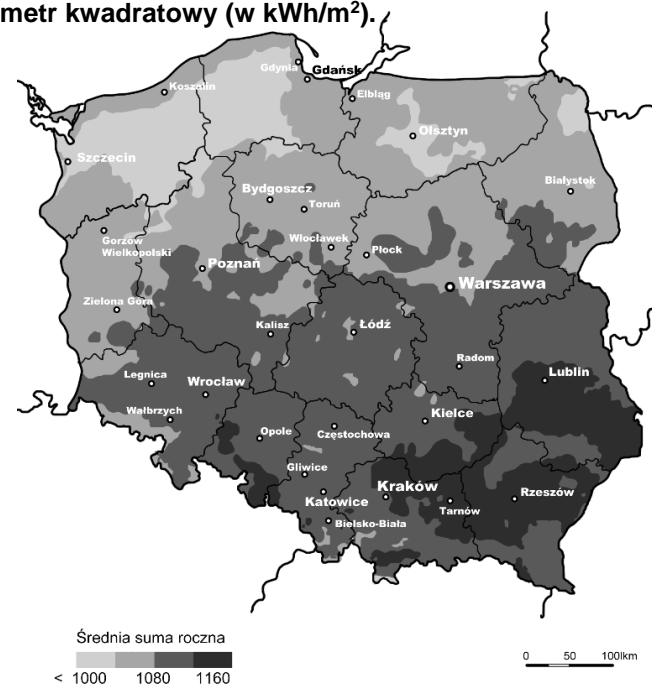 metr kwadratowy (w kWh/m²).
Gdynia
Gdańsk
Koszalin
Elbląg
Olsztyn
Szczecin
Białystok
Bydgoszcz
Toruń
Gorzów
Wielkopolski
Włocławek
Płock
Poznań
Warszawa
Zielona Góra
Kalisz
Łódź
Radom
Legnica
Wrocław
Lublin
Wałbrzych
Kielce
Opole
Częstochowa
Gliwice
Katowice
Kraków
Rzeszów
Tarnów
Bielsko-Biała
Średnia suma roczna
< 1000 1080 1160
0 50 100km